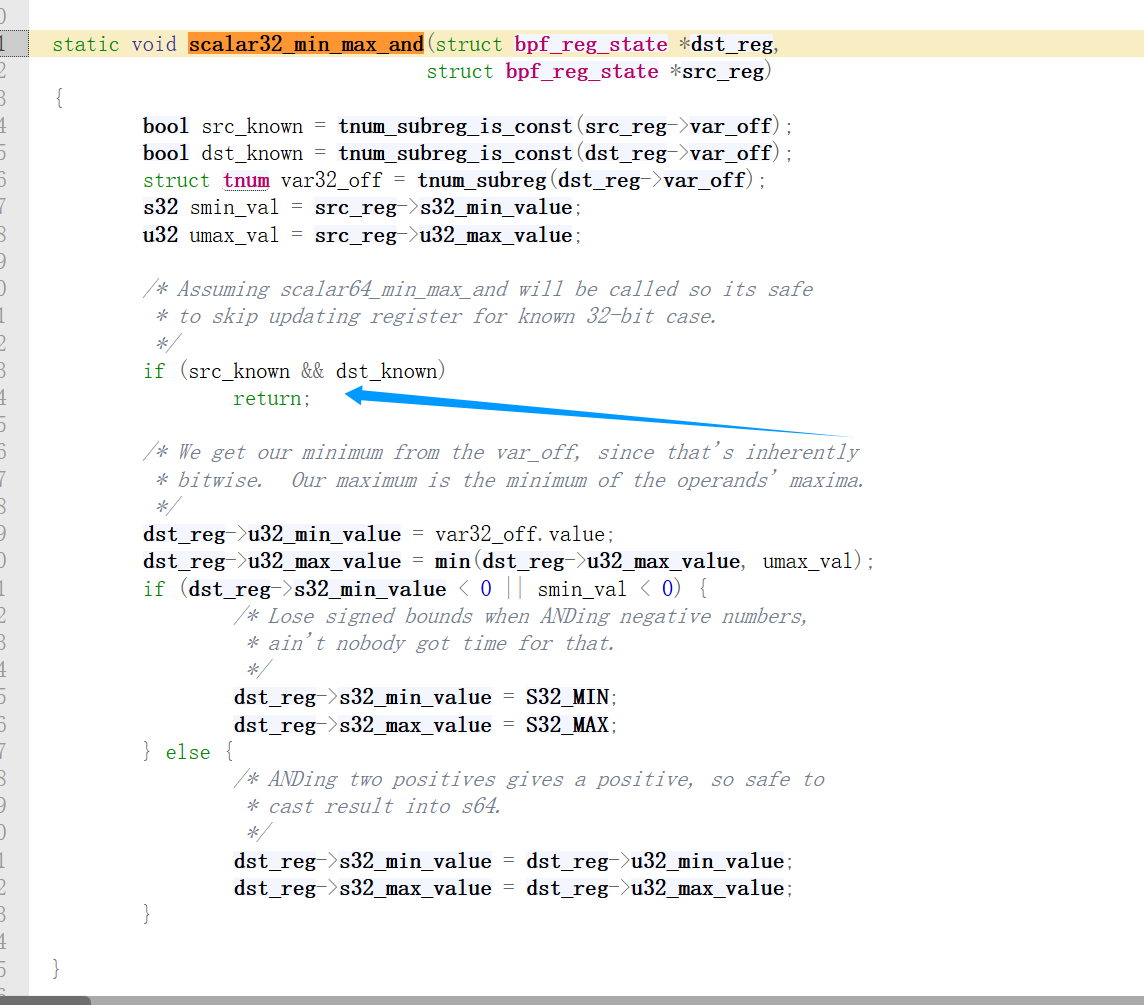 static void scalar32_min_max_and(struct bpf_reg_state *dst_reg,
struct bpf_reg_state *src_reg)
{
bool src_known = tnum_subreg_is_const(src_reg->var_off);
bool dst_known = tnum_subreg_is_const(dst_reg->var_off);
struct tnum var32_off = tnum_subreg(dst_reg->var_off);
s32 smin_val = src_reg->s32_min_value;
u32 umax_val = src_reg->u32_max_value;
/* Assuming scalar64_min_max_and will be called so its safe
* to skip updating register for known 32-bit case.
*/
if (src_known && dst_known)
return;
/* We get our minimum from the var_off, since that's inherently
* bitwise.  Our maximum is the minimum of the operands' maxima.
*/
dst_reg->u32_min_value = var32_off.value;
dst_reg->u32_max_value = min(dst_reg->u32_max_value, umax_val);
if (dst_reg->s32_min_value < 0 || smin_val < 0) {
/* Lose signed bounds when ANDing negative numbers,
* ain't nobody got time for that.
*/
dst_reg->s32_min_value = S32_MIN;
dst_reg->s32_max_value = S32_MAX;
} else {
/* ANDing two positives gives a positive, so safe to
* cast result into s64.
*/
dst_reg->s32_min_value = dst_reg->u32_min_value;
dst_reg->s32_max_value = dst_reg->u32_max_value;
}
}